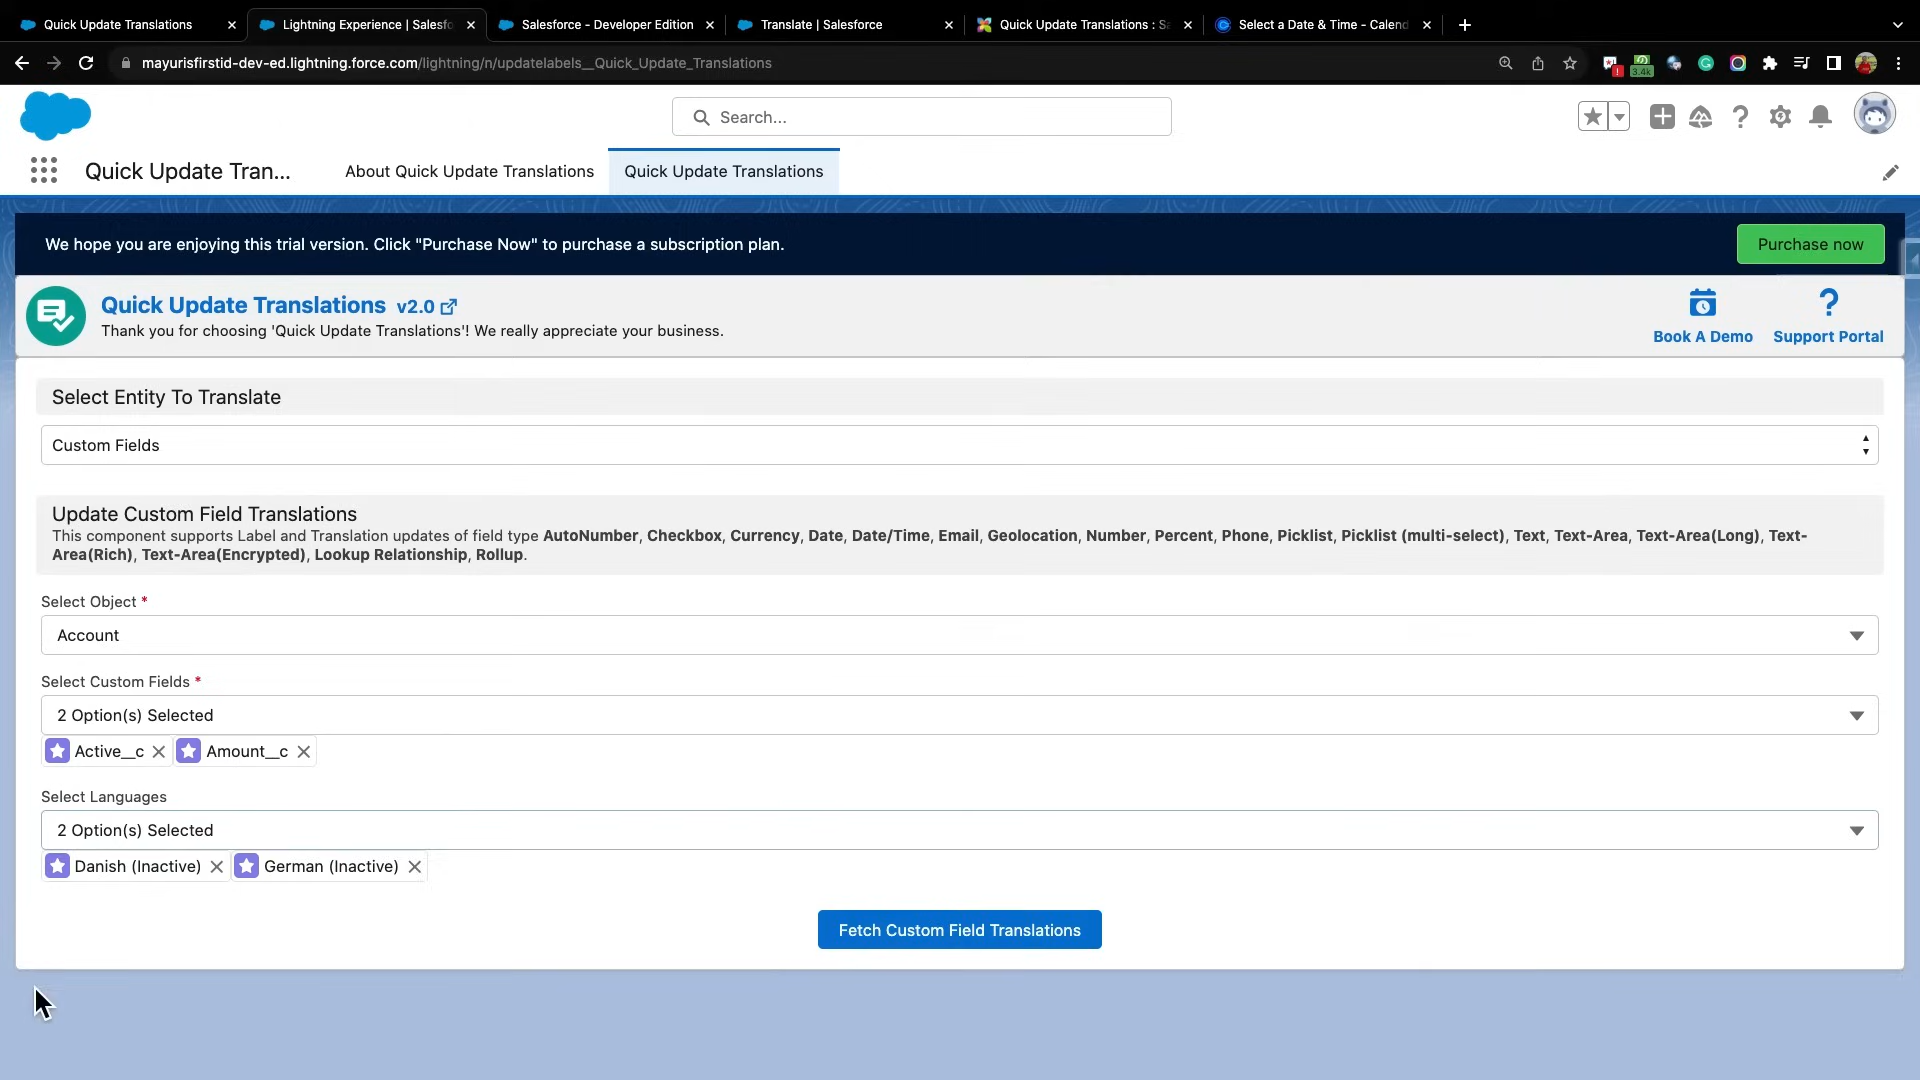 Quick Update Translations
Lightning Experience | Salesfo
Salesforce - Developer Edition
Translate | Salesforce
Quick Update Translations : Sa
Select a Date & Time - Calend
mayurisfirstid-dev-ed.lightning.force.com/lightning/n/updatelabels__Quick_Update_Translations
3.4k
Search...
Quick Update Tran...
About Quick Update Translations
Quick Update Translations
We hope you are enjoying this trial version. Click "Purchase Now" to purchase a subscription plan.
Purchase now
Quick Update Translations v2.0
Thank you for choosing 'Quick Update Translations'! We really appreciate your business.
Book A Demo
Support Portal
Select Entity To Translate
Custom Fields
Update Custom Field Translations
This component supports Label and Translation updates of field type AutoNumber, Checkbox, Currency, Date, Date/Time, Email, Geolocation, Number, Percent, Phone, Picklist, Picklist (multi-select), Text, Text-Area, Text-Area(Long), Text-
Area(Rich), Text-Area(Encrypted), Lookup Relationship, Rollup.
Select Object *
Account
Select Custom Fields *
2 Option(s) Selected
Active__c
Amount__c
Select Languages
2 Option(s) Selected
Danish (Inactive)
German (Inactive)
Fetch Custom Field Translations